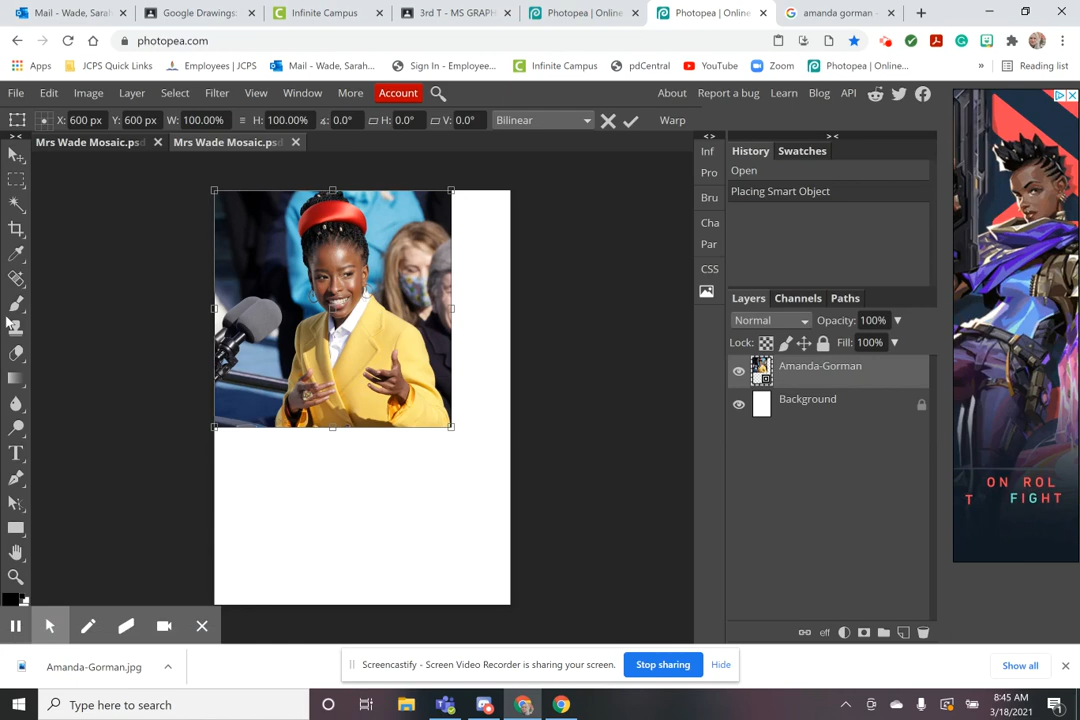 Mail - Wade, Sarah
Google Drawings:
Infinite Campus
3rd T - MS GRAPH
Photopea | Online
Photopea | Online
amanda gorman -
photopea.com
Apps
JCPS Quick Links
Employees | JCPS
Mail - Wade, Sarah...
Sign In - Employee...
Infinite Campus
pdCentral
YouTube
Zoom
Photopea | Online...
»
Reading list
File Edit Image Layer Select Filter View Window More Account
About Report a bug Blog API
X: 600 px Y: 600 px W: 100.00% H: 100.00% 0.0° H: 0.0° V: 0.0° Bilinear Warp
Mrs Wade Mosaic.psd
Mrs Wade Mosaic.psd
< >
> <
> <
Inf
Pro
Bru
Cha
Par
CSS
History Swatches
Open
Placing Smart Object
Layers Channels Paths
Normal Opacity: 100%
Lock: Fill: 100%
Amanda-Gorman
Background
eff
ON ROL
T FIGHT
Amanda-Gorman.jpg
Screencastify - Screen Video Recorder is sharing your screen.
Stop sharing
Hide
Show all
Type here to search
8:45 AM
3/18/2021
1